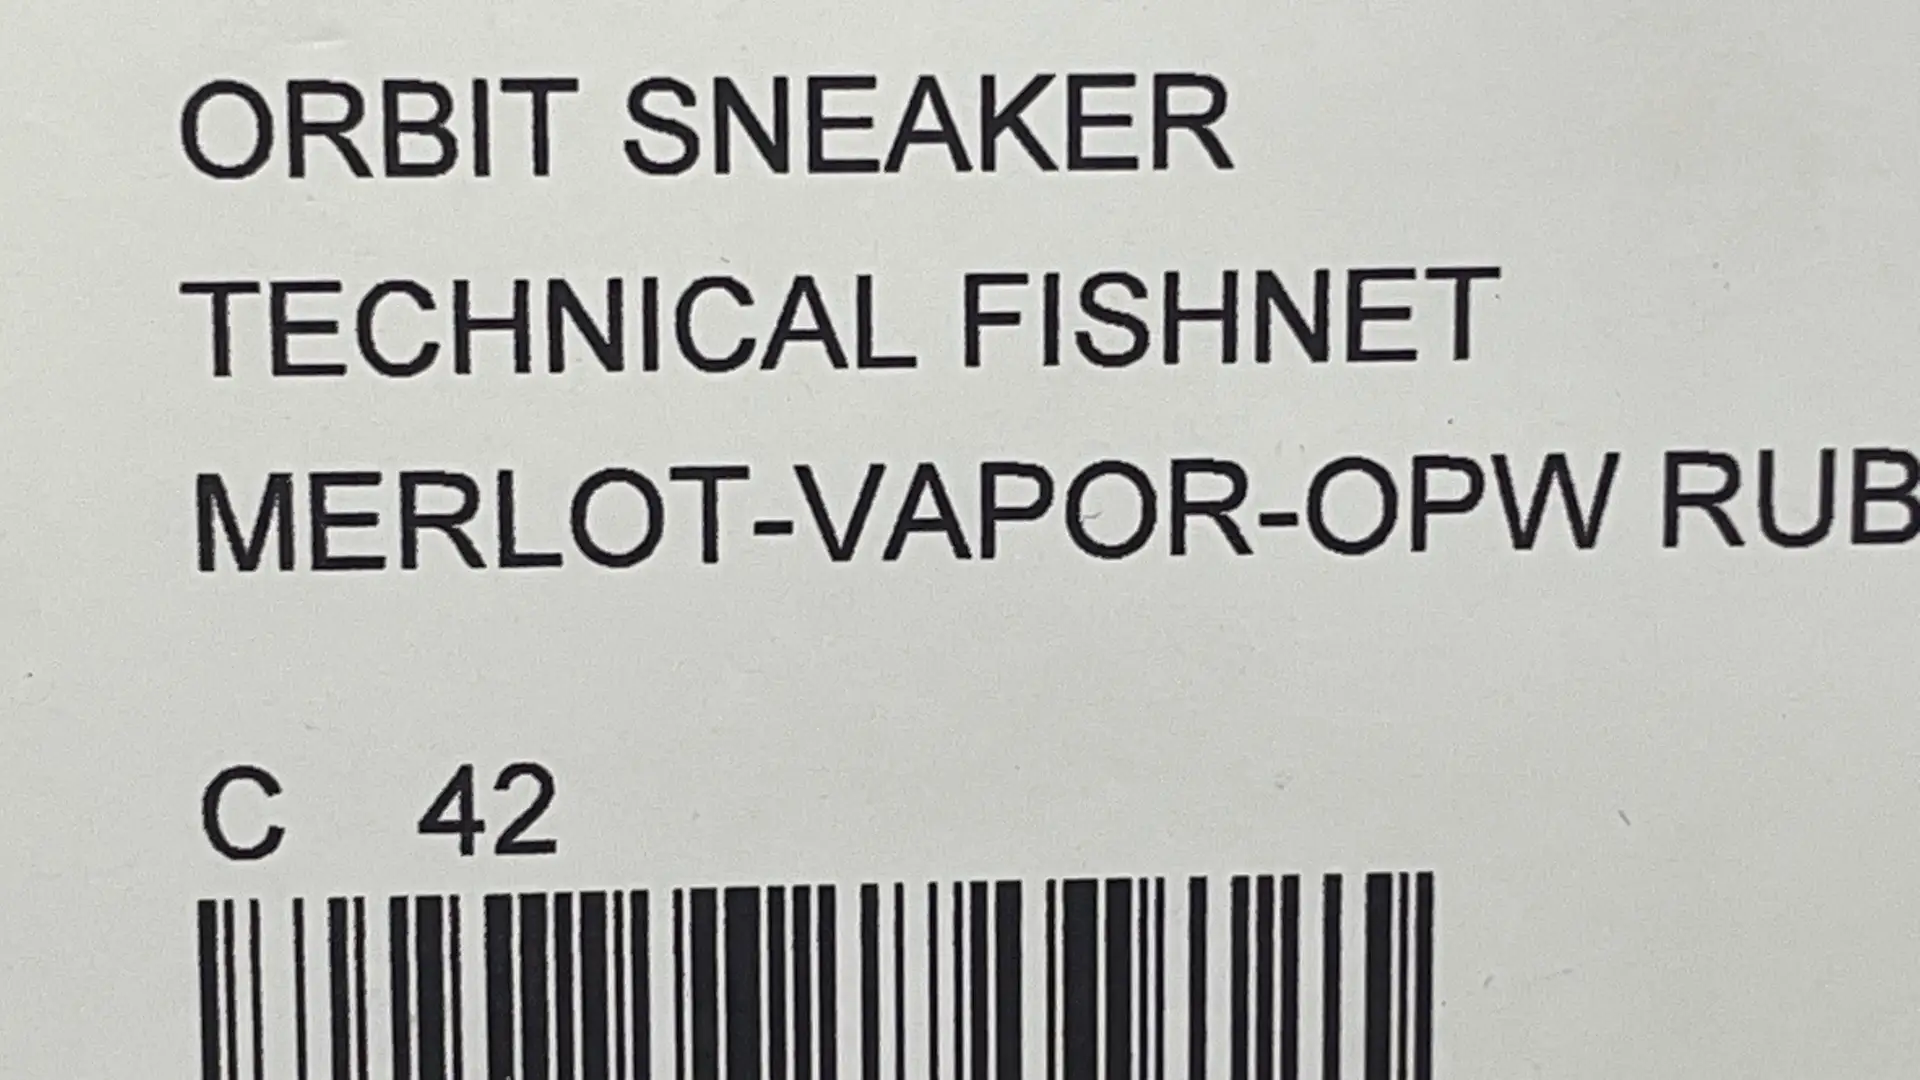 ORBIT SNEAKER
TECHNICAL FISHNET
MERLOT-VAPOR-OPW RUB
C 42